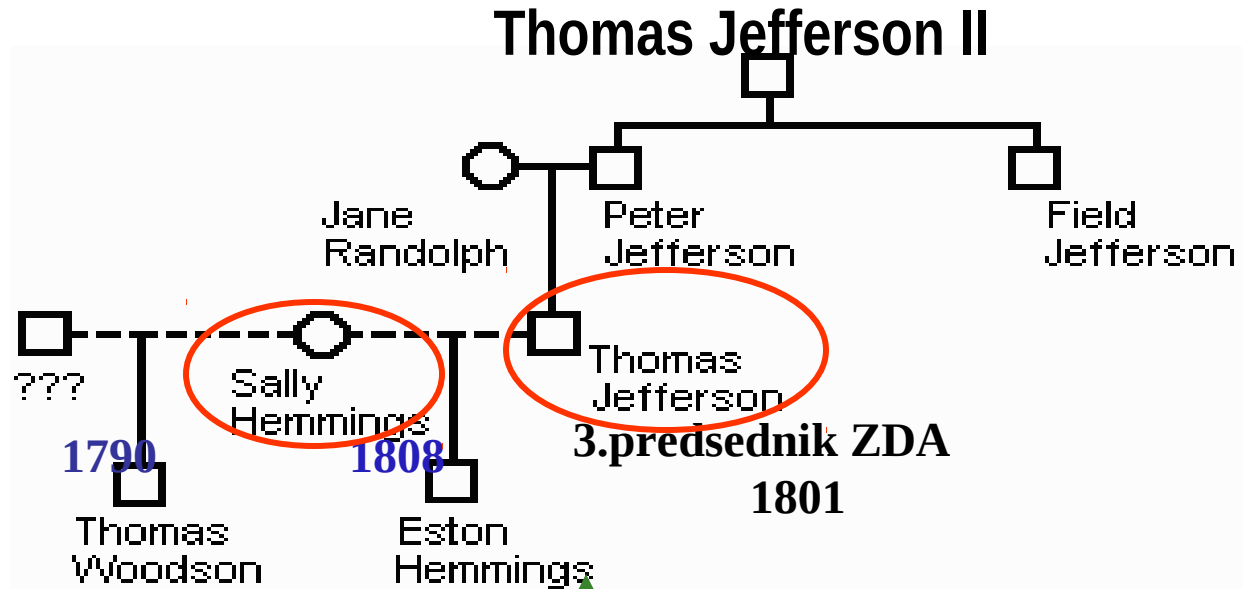 Thomas Jefferson II
Jane
Randolph
Peter
Jefferson
Field
Jefferson
???
Sally
Hemmings
Thomas
Jefferson
3.predsednik ZDA
1801
1790
1808
Thomas
Woodson
Eston
Hemmings